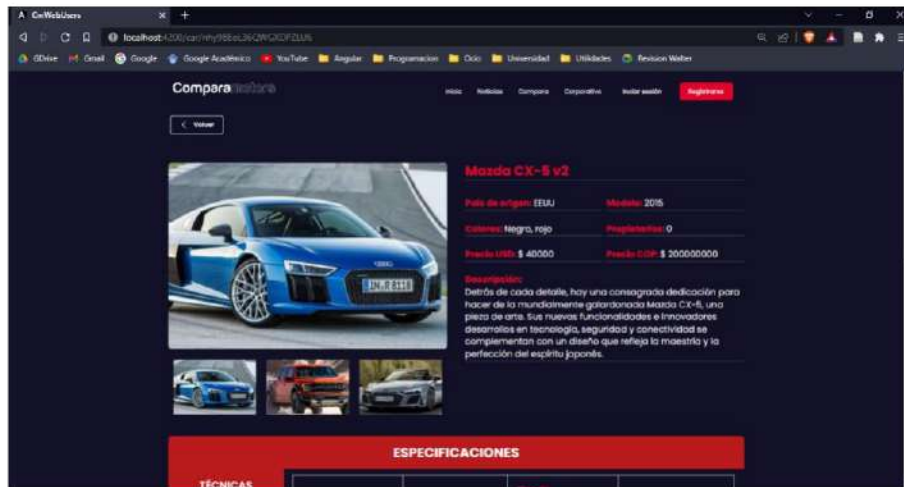 CmWebUsers
localhost:4200/car/
GDrive Gmail Google Google Académico YouTube Angular Programacion Ocio Universidad Utilidades Revision Walter
Comparamotors
Inicio Noticias Compara Corporativo Iniciar sesión Registrarse
Volver
Mazda CX-5 v2
País de origen: EEUU Modelo: 2015
Colores: Negro, rojo Propietarios: 0
Precio USD: $ 40000 Precio COP: $ 200000000
Descripción:
Detrás de cada detalle, hay una consagrada dedicación para
hacer de la mundialmente galardonada Mazda CX-5, una
pieza de arte. Sus nuevas funcionalidades e innovadores
desarrollos en tecnología, seguridad y conectividad se
complementan con un diseño que refleja la maestría y la
perfección del espíritu japonés.
IN·R 8118
ESPECIFICACIONES
TÉCNICAS